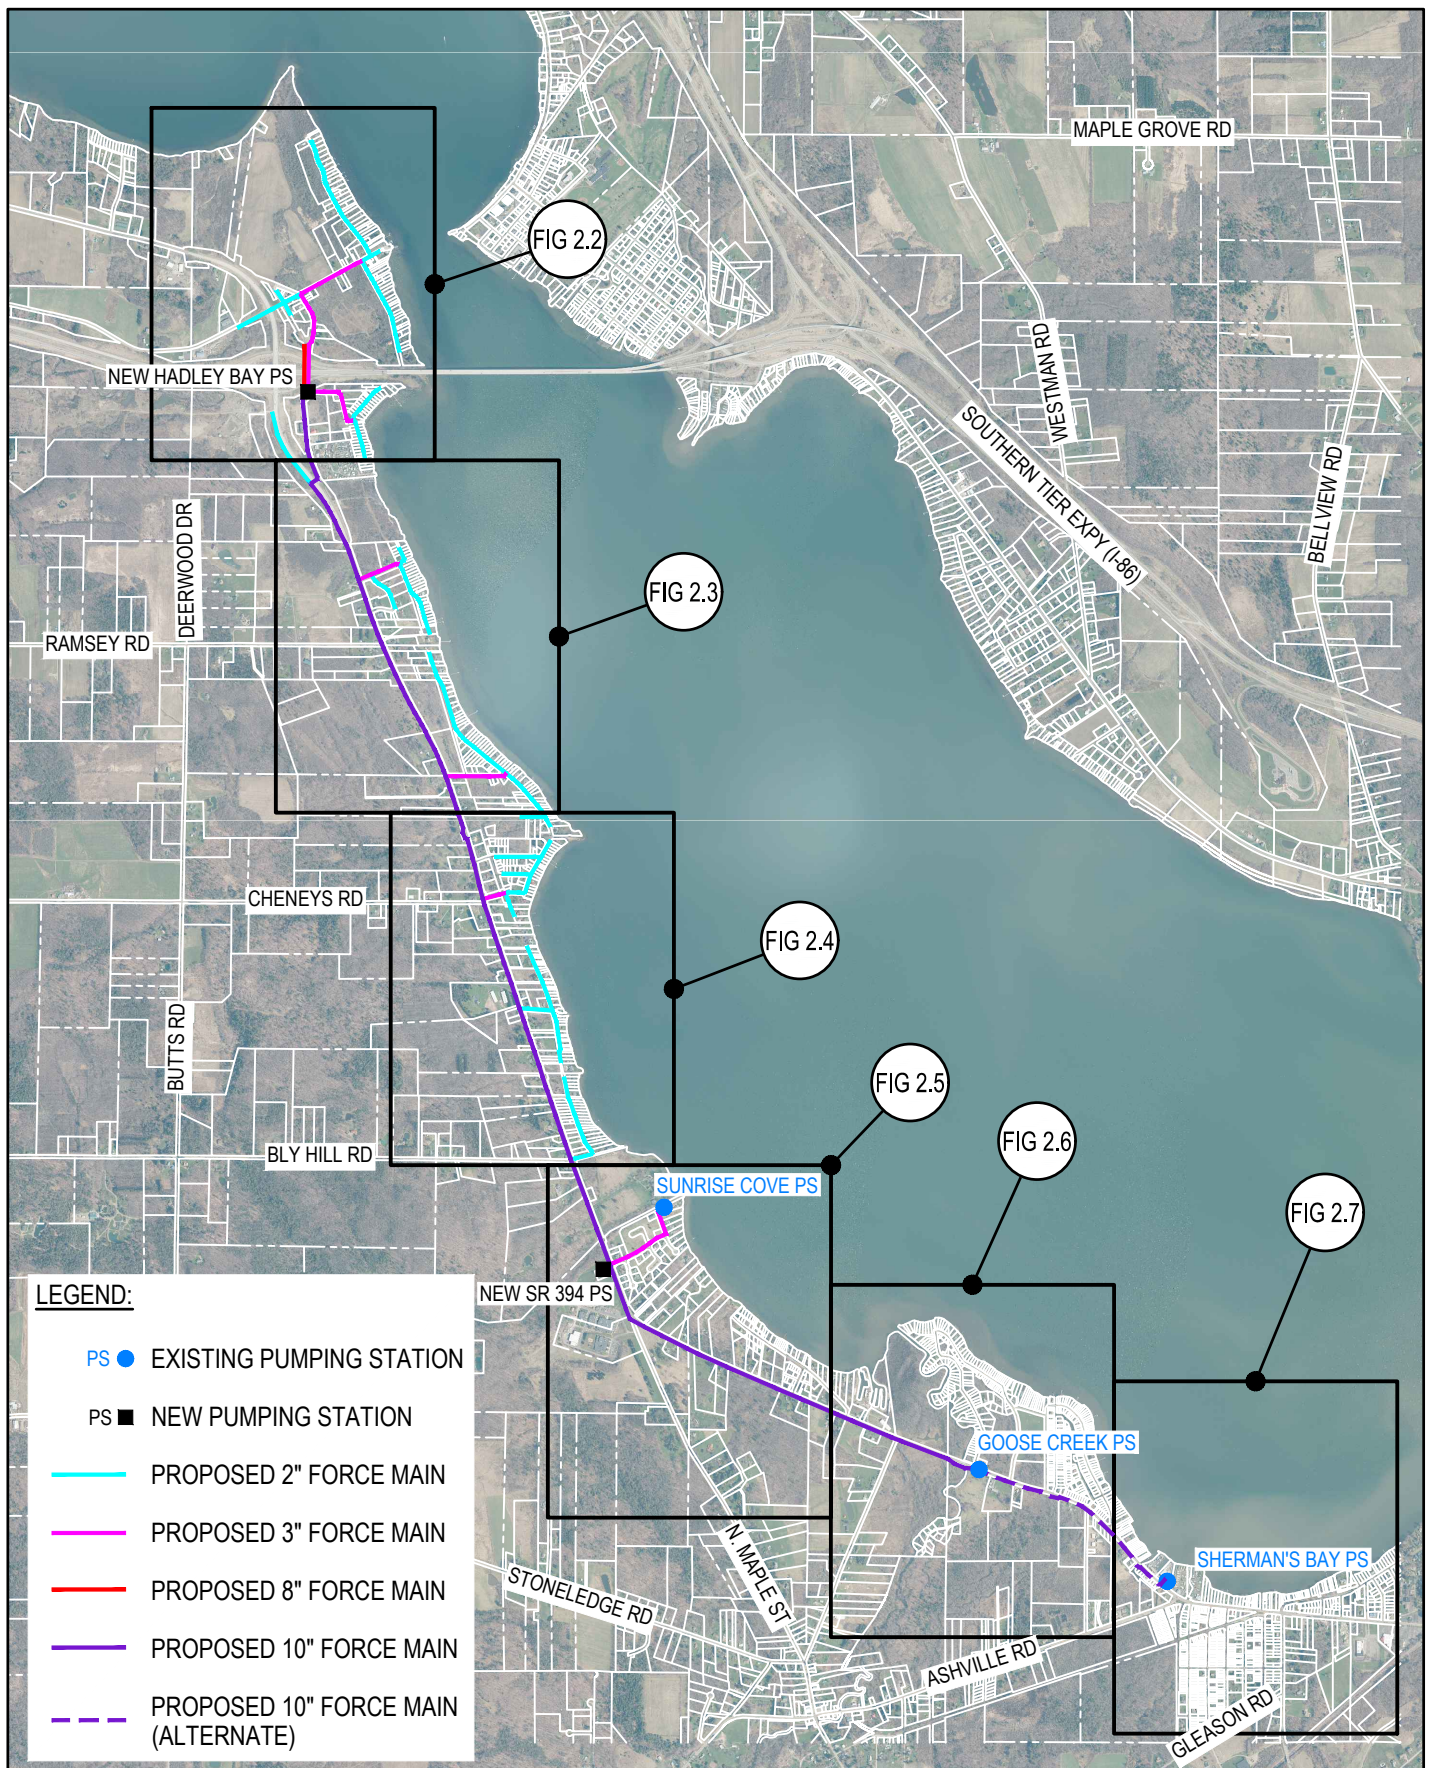 MAPLE GROVE RD
FIG 2.2
NEW HADLEY BAY PS
WESTMAN RD
SOUTHERN TIER EXPY (I-86)
BELLVIEW RD
DEERWOOD DR
FIG 2.3
RAMSEY RD
CHENEYS RD
FIG 2.4
BUTTS RD
FIG 2.5
FIG 2.6
BLY HILL RD
SUNRISE COVE PS
FIG 2.7
NEW SR 394 PS
GOOSE CREEK PS
SHERMAN'S BAY PS
N. MAPLE ST
STONELEDGE RD
ASHVILLE RD
GLEASON RD
LEGEND:
PS EXISTING PUMPING STATION
PS NEW PUMPING STATION
PROPOSED 2" FORCE MAIN
PROPOSED 3" FORCE MAIN
PROPOSED 8" FORCE MAIN
PROPOSED 10" FORCE MAIN
PROPOSED 10" FORCE MAIN
(ALTERNATE)